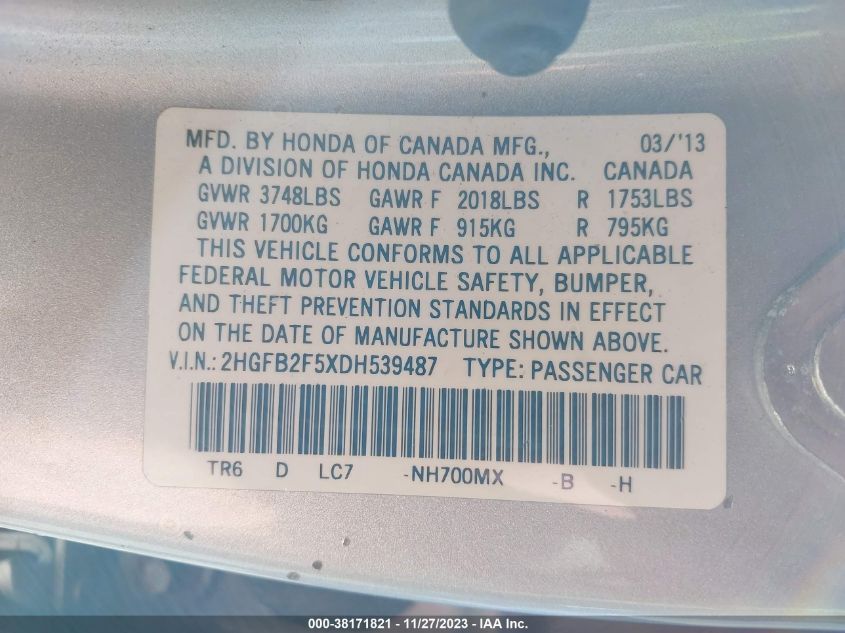 MFD. BY HONDA OF CANADA MFG., 03/'13
A DIVISION OF HONDA CANADA INC. CANADA
GVWR 3748LBS GAWR F 2018LBS R 1753LBS
GVWR 1700KG GAWR F 915KG R 795KG
THIS VEHICLE CONFORMS TO ALL APPLICABLE
FEDERAL MOTOR VEHICLE SAFETY, BUMPER,
AND THEFT PREVENTION STANDARDS IN EFFECT
ON THE DATE OF MANUFACTURE SHOWN ABOVE.
V.I.N.: 2HGFB2F5XDH539487 TYPE: PASSENGER CAR
TR6 D LC7 -NH700MX -B -H
000-38171821 - 11/27/2023 - IAA Inc.